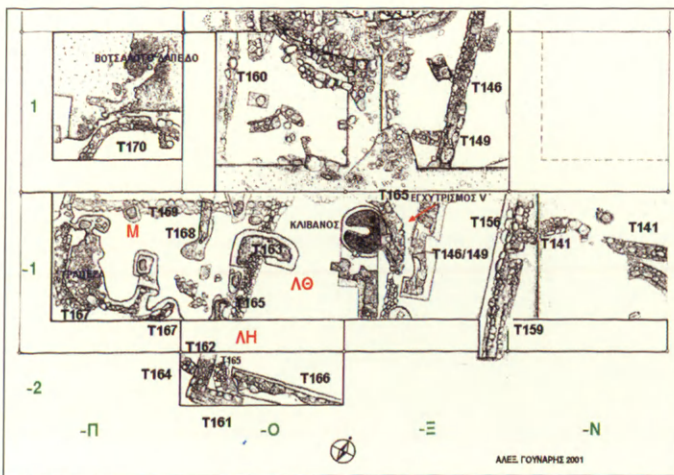 ΒΟΤΣΑΛΩΤΟ ΔΑΠΕΔΟ
T160
T146
1
T149
T170
T165
ΕΓΧΥΤΡΙΣΜΟΣ V
T169
T156
Μ
ΚΛΙΒΑΝΟΣ
T141
T141
T168
T163
T146/149
-1
ΤΡΑΠΕΖΑ
ΛΘ
T165
T167
T167
T159
ΛΗ
T162
T165
T164
T166
-2
T161
-Π
-Ο
-Ξ
-Ν
ΑΛΕΞ. ΓΟΥΝΑΡΗΣ 2001